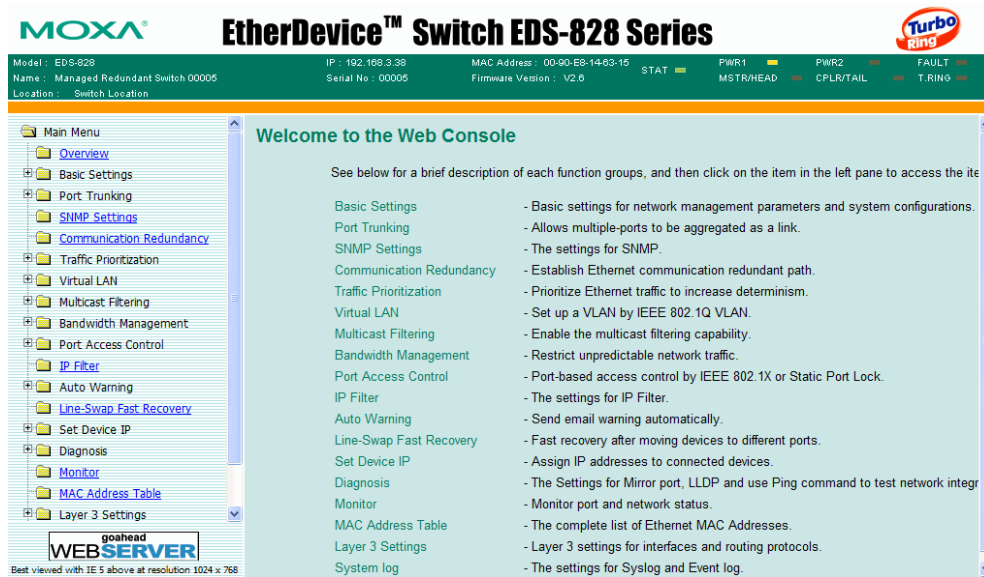 MOXA®
EtherDevice™ Switch EDS-828 Series
Turbo Ring
Model : EDS-828
IP : 192.168.3.38
MAC Address : 00-90-E8-14-63-15
STAT
PWR1
PWR2
FAULT
Name : Managed Redundant Switch 00005
Serial No : 00005
Firmware Version : V2.6
MSTR/HEAD
CPLR/TAIL
T.RING
Location : Switch Location
Main Menu
Overview
Basic Settings
Port Trunking
SNMP Settings
Communication Redundancy
Traffic Prioritization
Virtual LAN
Multicast Filtering
Bandwidth Management
Port Access Control
IP Filter
Auto Warning
Line-Swap Fast Recovery
Set Device IP
Diagnosis
Monitor
MAC Address Table
Layer 3 Settings
goahead
WEBSERVER
Best viewed with IE 5 above at resolution 1024 x 768
Welcome to the Web Console
See below for a brief description of each function groups, and then click on the item in the left pane to access the ite
Basic Settings - Basic settings for network management parameters and system configurations.
Port Trunking - Allows multiple-ports to be aggregated as a link.
SNMP Settings - The settings for SNMP.
Communication Redundancy - Establish Ethernet communication redundant path.
Traffic Prioritization - Prioritize Ethernet traffic to increase determinism.
Virtual LAN - Set up a VLAN by IEEE 802.1Q VLAN.
Multicast Filtering - Enable the multicast filtering capability.
Bandwidth Management - Restrict unpredictable network traffic.
Port Access Control - Port-based access control by IEEE 802.1X or Static Port Lock.
IP Filter - The settings for IP Filter.
Auto Warning - Send email warning automatically.
Line-Swap Fast Recovery - Fast recovery after moving devices to different ports.
Set Device IP - Assign IP addresses to connected devices.
Diagnosis - The Settings for Mirror port, LLDP and use Ping command to test network integr
Monitor - Monitor port and network status.
MAC Address Table - The complete list of Ethernet MAC Addresses.
Layer 3 Settings - Layer 3 settings for interfaces and routing protocols.
System log - The settings for Syslog and Event log.